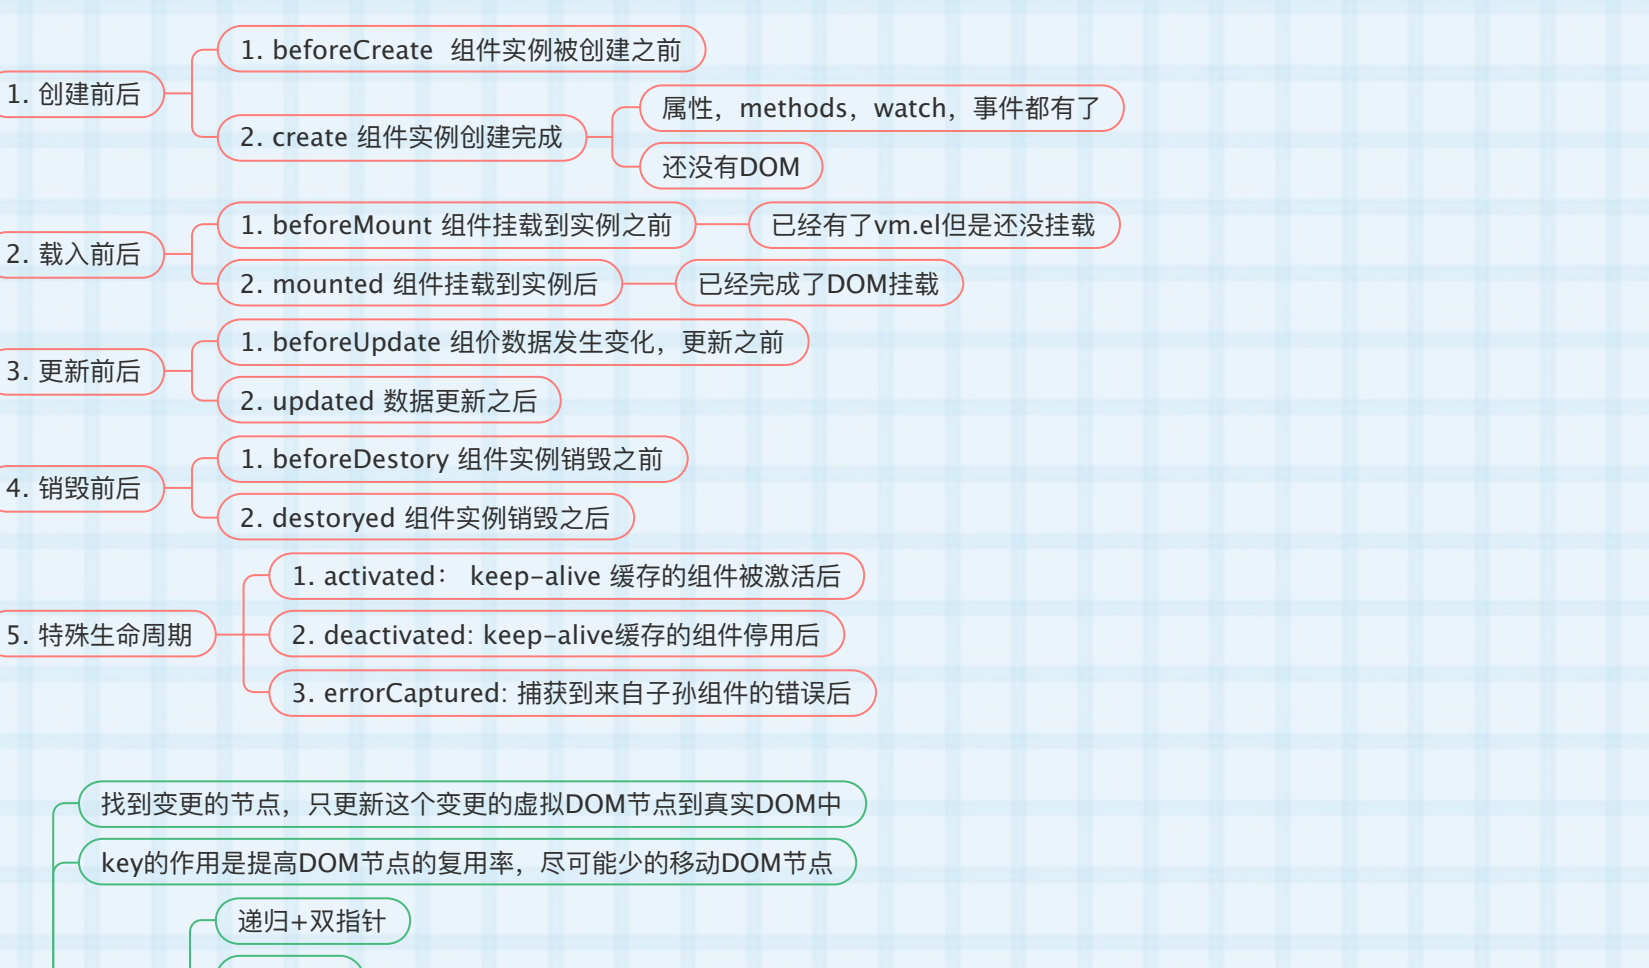 1. 创建前后
1. beforeCreate 组件实例被创建之前
2. create 组件实例创建完成
属性，methods，watch，事件都有了
还没有DOM
2. 载入前后
1. beforeMount 组件挂载到实例之前
已经有了vm.el但是还没挂载
2. mounted 组件挂载到实例后
已经完成了DOM挂载
3. 更新前后
1. beforeUpdate 组价数据发生变化，更新之前
2. updated 数据更新之后
4. 销毁前后
1. beforeDestory 组件实例销毁之前
2. destoryed 组件实例销毁之后
5. 特殊生命周期
1. activated： keep-alive 缓存的组件被激活后
2. deactivated: keep-alive缓存的组件停用后
3. errorCaptured: 捕获到来自子孙组件的错误后
找到变更的节点，只更新这个变更的虚拟DOM节点到真实DOM中
key的作用是提高DOM节点的复用率，尽可能少的移动DOM节点
递归+双指针